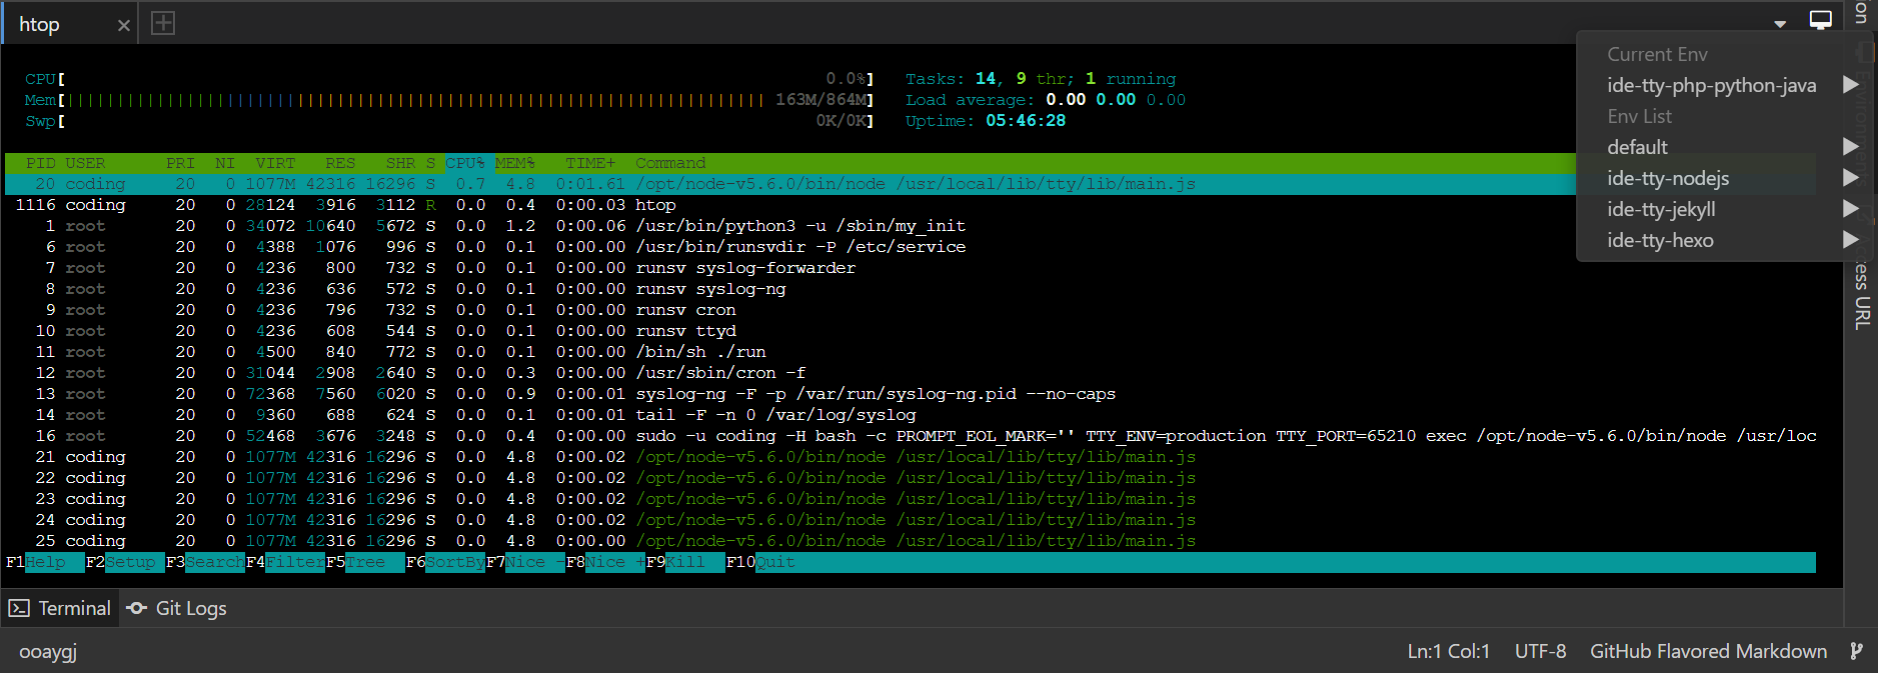 htop
Current Env
ide-tty-php-python-java
Env List
default
ide-tty-nodejs
ide-tty-jekyll
ide-tty-hexo
CPU[ 0.0%] Tasks: 14, 9 thr; 1 running
Mem[||||||||||||||||||||||||||||||||||||||||||||||||||||||||||||||||||||| 163M/864M] Load average: 0.00 0.00 0.00
Swp[ 0K/0K] Uptime: 05:46:28
PID USER PRI NI VIRT RES SHR S CPU% MEM% TIME+ Command
20 coding 20 0 1077M 42316 16296 S 0.7 4.8 0:01.61 /opt/node-v5.6.0/bin/node /usr/local/lib/tty/lib/main.js
1116 coding 20 0 28124 3916 3112 R 0.0 0.4 0:00.03 htop
1 root 20 0 34072 10640 5672 S 0.0 1.2 0:00.06 /usr/bin/python3 -u /sbin/my_init
6 root 20 0 4388 1076 996 S 0.0 0.1 0:00.00 /usr/bin/runsvdir -P /etc/service
7 root 20 0 4236 800 732 S 0.0 0.1 0:00.00 runsv syslog-forwarder
8 root 20 0 4236 636 572 S 0.0 0.1 0:00.00 runsv syslog-ng
9 root 20 0 4236 796 732 S 0.0 0.1 0:00.00 runsv cron
10 root 20 0 4236 608 544 S 0.0 0.1 0:00.00 runsv ttyd
11 root 20 0 4500 840 772 S 0.0 0.1 0:00.00 /bin/sh ./run
12 root 20 0 31044 2908 2640 S 0.0 0.3 0:00.00 /usr/sbin/cron -f
13 root 20 0 72368 7560 6020 S 0.0 0.9 0:00.01 syslog-ng -F -p /var/run/syslog-ng.pid --no-caps
14 root 20 0 9360 688 624 S 0.0 0.1 0:00.01 tail -F -n 0 /var/log/syslog
16 root 20 0 52468 3676 3248 S 0.0 0.4 0:00.00 sudo -u coding -H bash -c PROMPT_EOL_MARK='' TTY_ENV=production TTY_PORT=65210 exec /opt/node-v5.6.0/bin/node /usr/loc
21 coding 20 0 1077M 42316 16296 S 0.0 4.8 0:00.02 /opt/node-v5.6.0/bin/node /usr/local/lib/tty/lib/main.js
22 coding 20 0 1077M 42316 16296 S 0.0 4.8 0:00.02 /opt/node-v5.6.0/bin/node /usr/local/lib/tty/lib/main.js
23 coding 20 0 1077M 42316 16296 S 0.0 4.8 0:00.02 /opt/node-v5.6.0/bin/node /usr/local/lib/tty/lib/main.js
24 coding 20 0 1077M 42316 16296 S 0.0 4.8 0:00.02 /opt/node-v5.6.0/bin/node /usr/local/lib/tty/lib/main.js
25 coding 20 0 1077M 42316 16296 S 0.0 4.8 0:00.00 /opt/node-v5.6.0/bin/node /usr/local/lib/tty/lib/main.js
F1Help F2Setup F3SearchF4FilterF5Tree F6SortByF7Nice -F8Nice +F9Kill F10Quit
ion
Environments
ess URL
Terminal Git Logs
ooaygj Ln:1 Col:1 UTF-8 GitHub Flavored Markdown